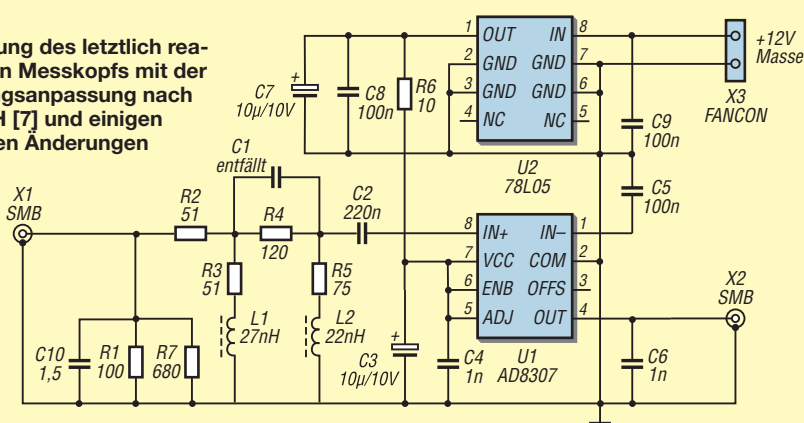 ung des letztlich rea-
n Messkopfs mit der
ngsanpassung nach
H [7] und einigen
en Änderungen
C7
10µ/10V
+
C8
100n
R6
10
1 OUT IN 8
2 GND GND 7
3 GND GND 6
4 NC NC 5
U2
78L05
+12V
Masse
X3
FANCON
C9
100n
C5
100n
C1
entfällt
X1
SMB
R2
51
R4
120
C2
220n
8 IN+ IN– 1
7 VCC COM 2
6 ENB OFFS 3
5 ADJ OUT 4
U1
AD8307
X2
SMB
R3
51
R5
75
L1
27nH
L2
22nH
C10
1,5
R1
100
R7
680
+
C3
10µ/10V
C4
1n
C6
1n